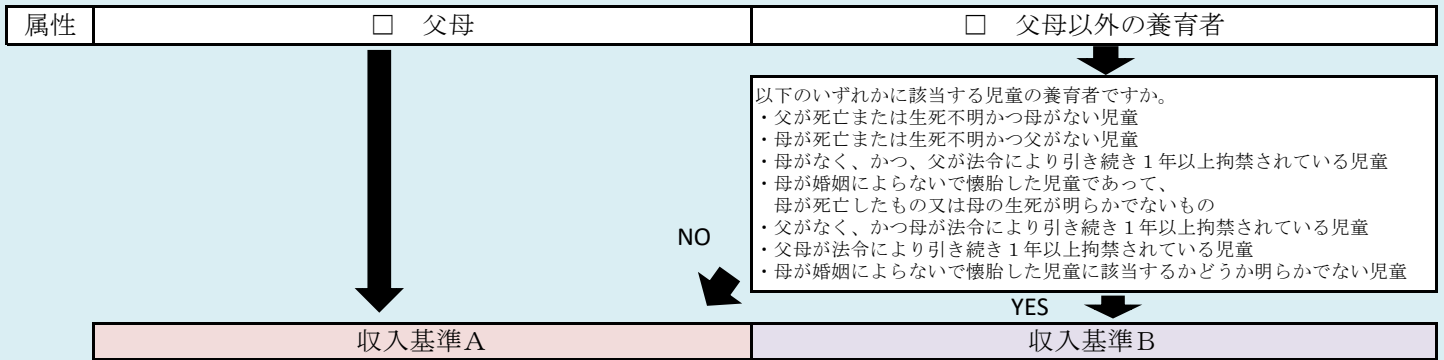 属性
□ 父母
□ 父母以外の養育者
以下のいずれかに該当する児童の養育者ですか。
・父が死亡または生死不明かつ母がない児童
・母が死亡または生死不明かつ父がない児童
・母がなく、かつ、父が法令により引き続き１年以上拘禁されている児童
・母が婚姻によらないで懐胎した児童であって、
母が死亡したもの又は母の生死が明らかでないもの
・父がなく、かつ母が法令により引き続き１年以上拘禁されている児童
・父母が法令により引き続き１年以上拘禁されている児童
・母が婚姻によらないで懐胎した児童に該当するかどうか明らかでない児童
NO
YES
収入基準Ａ
収入基準Ｂ